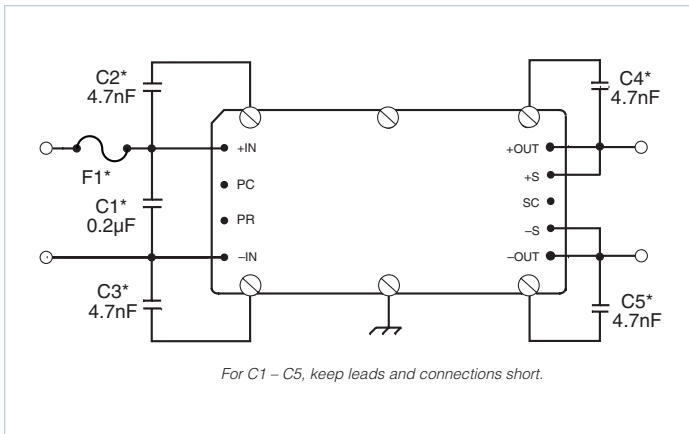 C2*
4.7nF
C4*
4.7nF
F1*
+IN
+OUT
+S
PC
SC
C1*
0.2µF
PR
–S
–IN
–OUT
C3*
4.7nF
C5*
4.7nF
For C1 – C5, keep leads and connections short.